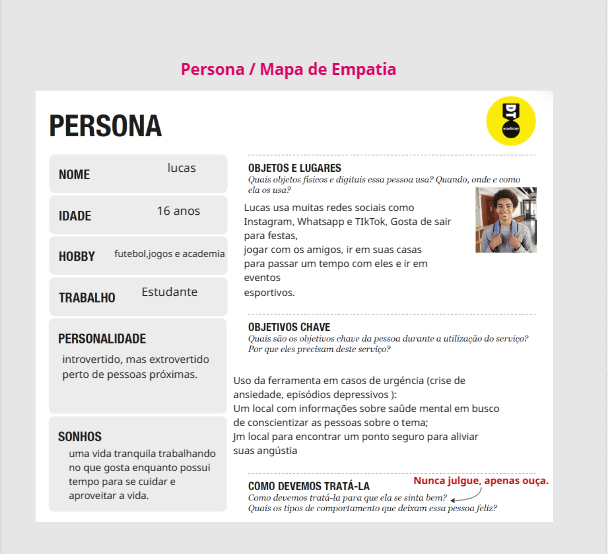 Persona / Mapa de Empatia
PERSONA
DT
academy
NOME
lucas
IDADE
16 anos
HOBBY
futebol,jogos e academia
TRABALHO
Estudante
PERSONALIDADE
introvertido, mas extrovertido
perto de pessoas próximas.
SONHOS
uma vida tranquila trabalhando
no que gosta enquanto possui
tempo para se cuidar e
aproveitar a vida.
OBJETOS E LUGARES
Quais objetos físicos e digitais essa pessoa usa? Quando, onde e como
ela os usa?
Lucas usa muitas redes sociais como
Instagram, Whatsapp e TIkTok, Gosta de sair
para festas,
jogar com os amigos, ir em suas casas
para passar um tempo com eles e ir em
eventos
esportivos.
OBJETIVOS CHAVE
Quais são os objetivos chave da pessoa durante a utilização do serviço?
Por que eles precisam deste serviço?
Uso da ferramenta em casos de urgéncia (crise de
ansiedade, episódios depressivos ):
Um local com informações sobre saúde mental em busco
de conscientizar as pessoas sobre o tema;
Jm local para encontrar um ponto seguro para aliviar
suas angústia
COMO DEVEMOS TRATÁ-LA
Nunca julgue, apenas ouça.
Como devemos tratá-la para que ela se sinta bem?
Quais os tipos de comportamento que deixam essa pessoa feliz?